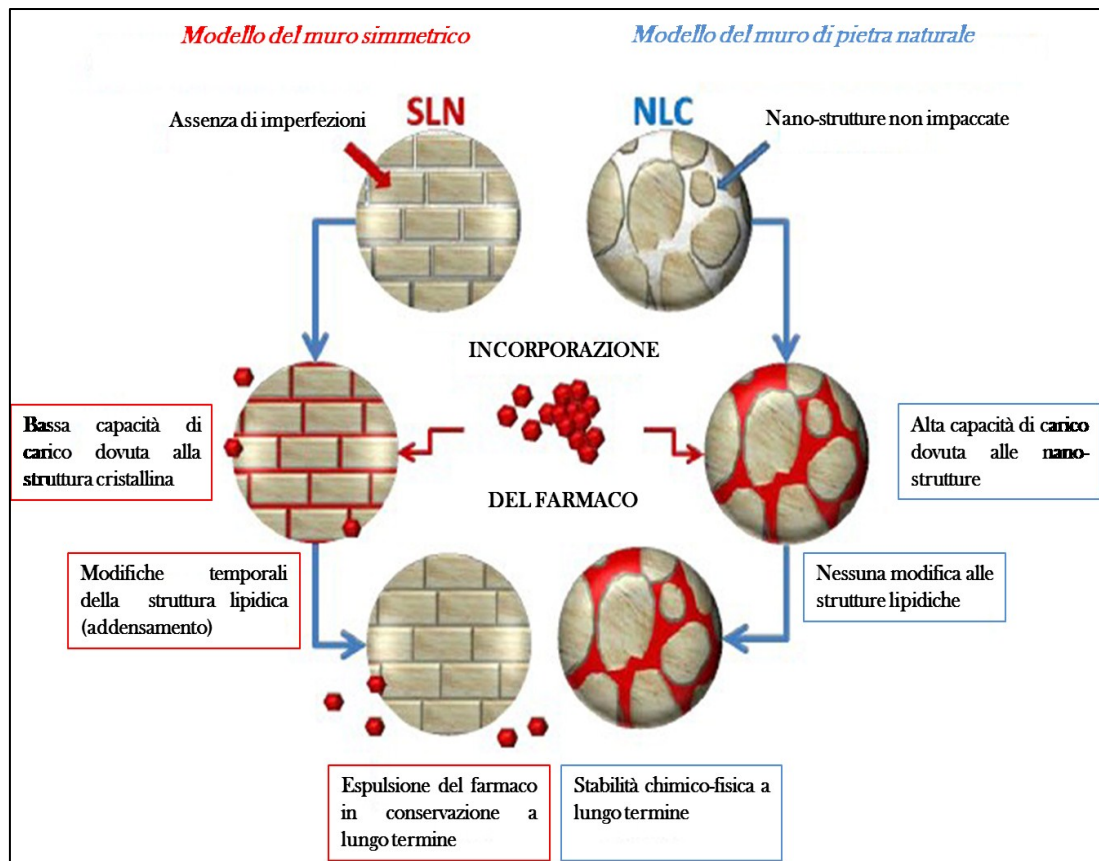 Modello del muro simmetrico
Modello del muro di pietra naturale
SLN
NLC
Assenza di imperfezioni
Nano-strutture non impaccate
INCORPORAZIONE
Bassa capacità di
carico dovuta alla
struttura cristallina
Alta capacità di carico
dovuta alle nano-
strutture
DEL FARMACO
Modifiche temporali
della struttura lipidica
(addensamento)
Nessuna modifica alle
strutture lipidiche
Espulsione del farmaco
in conservazione a
lungo termine
Stabilità chimico-fisica a
lungo termine